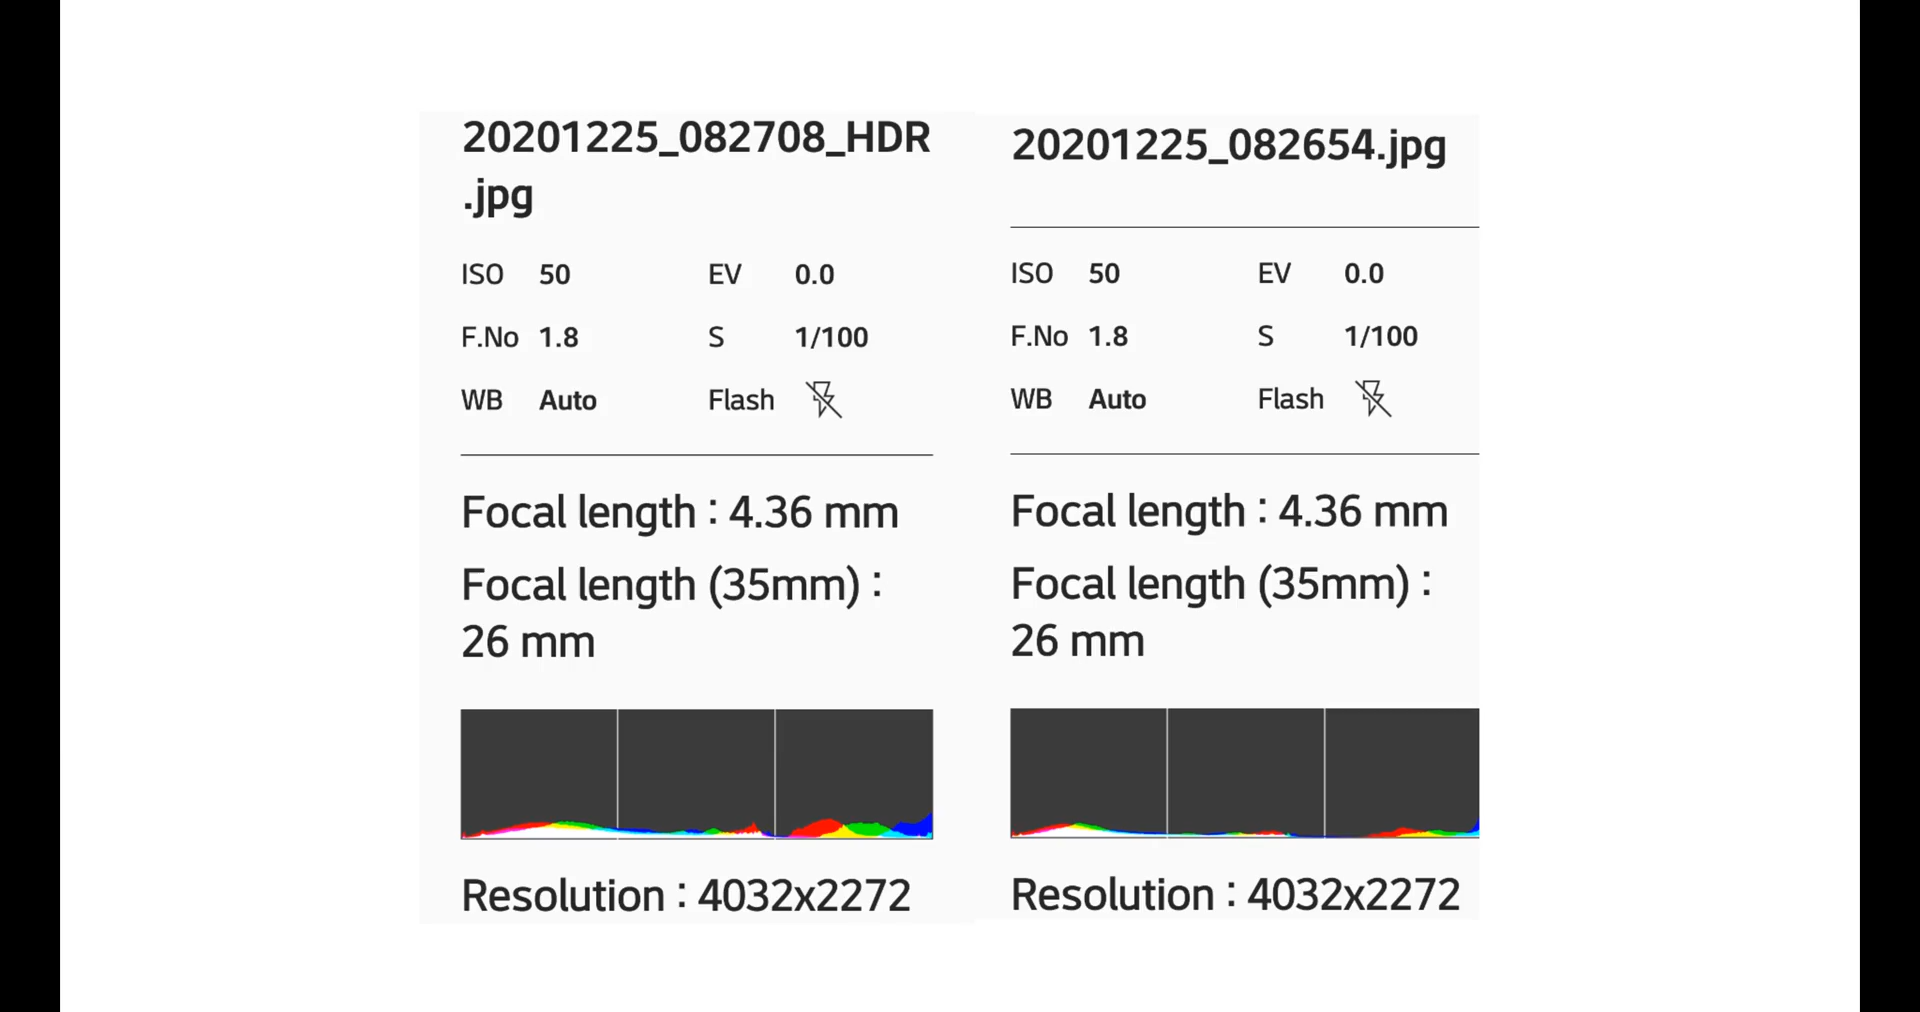 20201225_082708_HDR
.jpg
ISO 50 EV 0.0
F.No 1.8 S 1/100
WB Auto Flash
Focal length : 4.36 mm
Focal length (35mm) :
26 mm
Resolution : 4032x2272
20201225_082654.jpg
ISO 50 EV 0.0
F.No 1.8 S 1/100
WB Auto Flash
Focal length : 4.36 mm
Focal length (35mm) :
26 mm
Resolution : 4032x2272